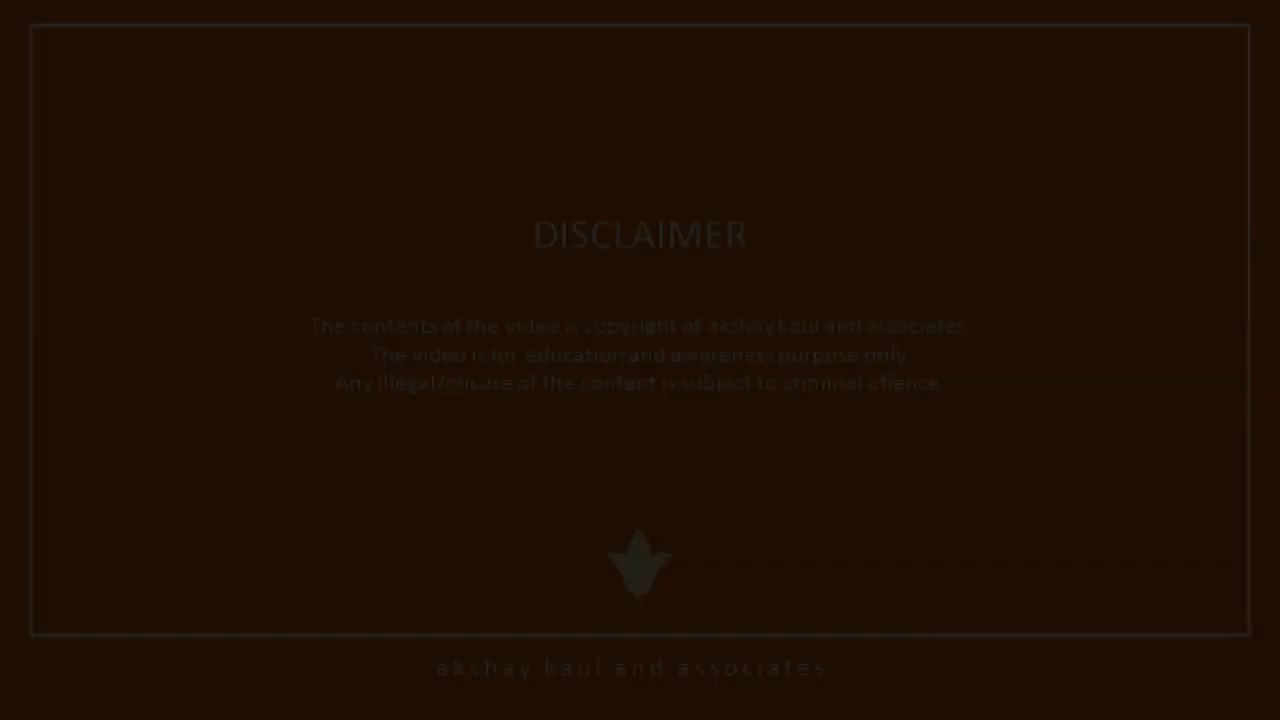 DISCLAIMER
The contents of the video is copyright of akshay kaul and associates.
The video is for education and awareness purpose only.
Any illegal/misuse of the content is subject to criminal offence.
akshay kaul and associates